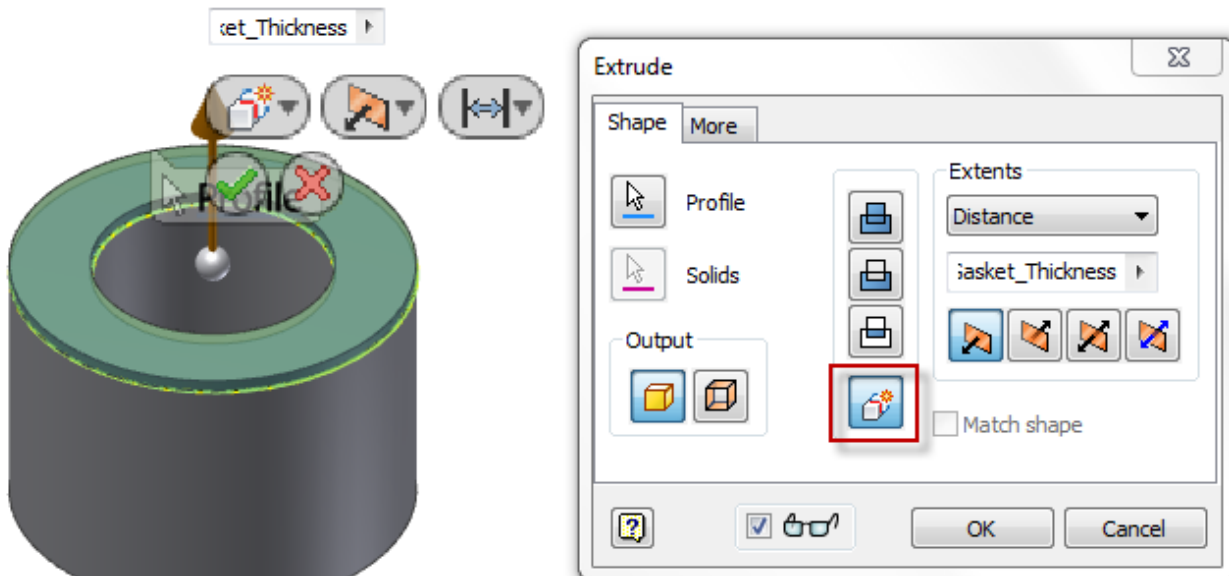 ket_Thickness
Profile
Extrude
Shape More
Profile
Solids
Output
Extents
Distance
Gasket_Thickness
Match shape
?
OK Cancel